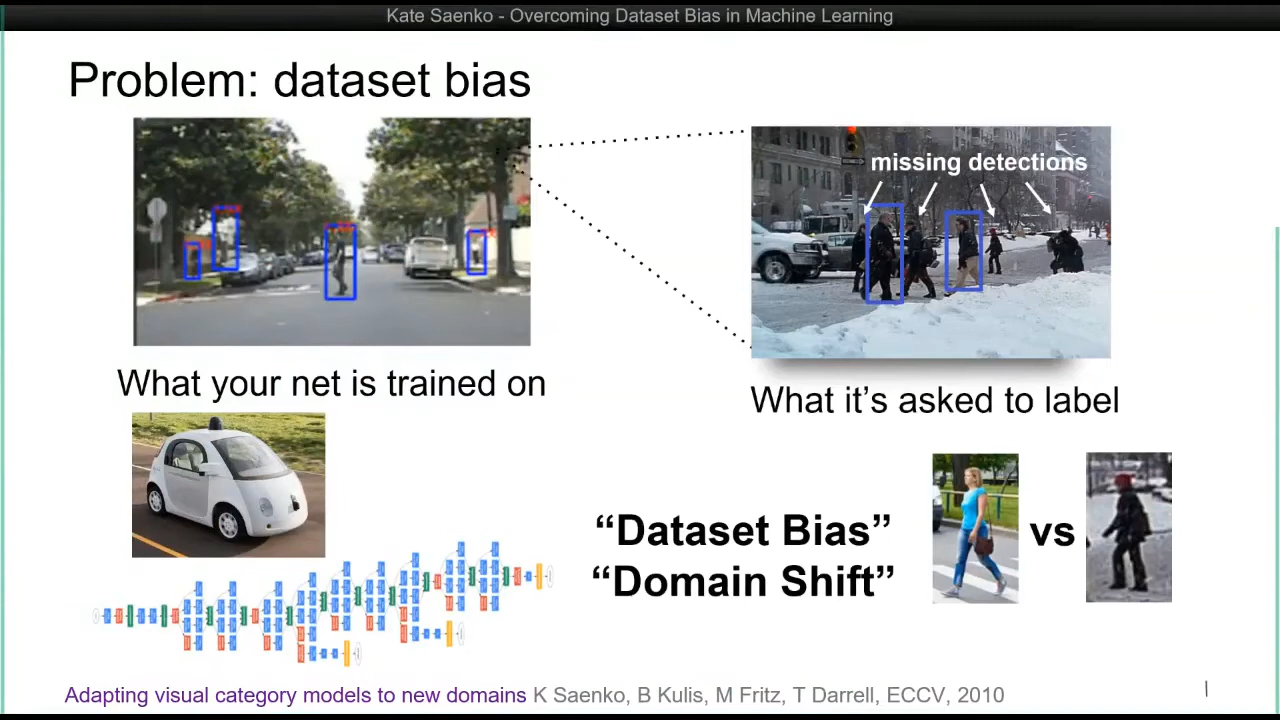 Kate Saenko - Overcoming Dataset Bias in Machine Learning
Problem: dataset bias
missing detections
What your net is trained on
What it’s asked to label
“Dataset Bias”
“Domain Shift”
vs
Adapting visual category models to new domains K Saenko, B Kulis, M Fritz, T Darrell, ECCV, 2010